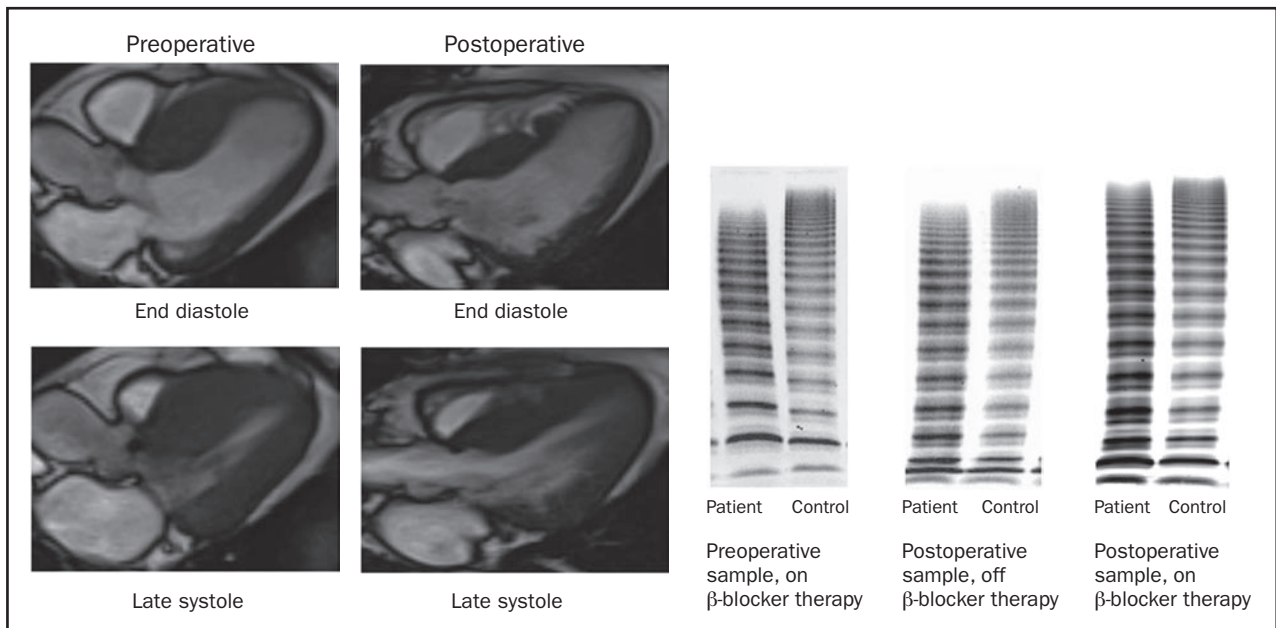 Preoperative
Postoperative
End diastole
End diastole
Late systole
Late systole
Patient
Control
Patient
Control
Patient
Control
Preoperative
sample, on
β-blocker therapy
Postoperative
sample, off
β-blocker therapy
Postoperative
sample, on
β-blocker therapy